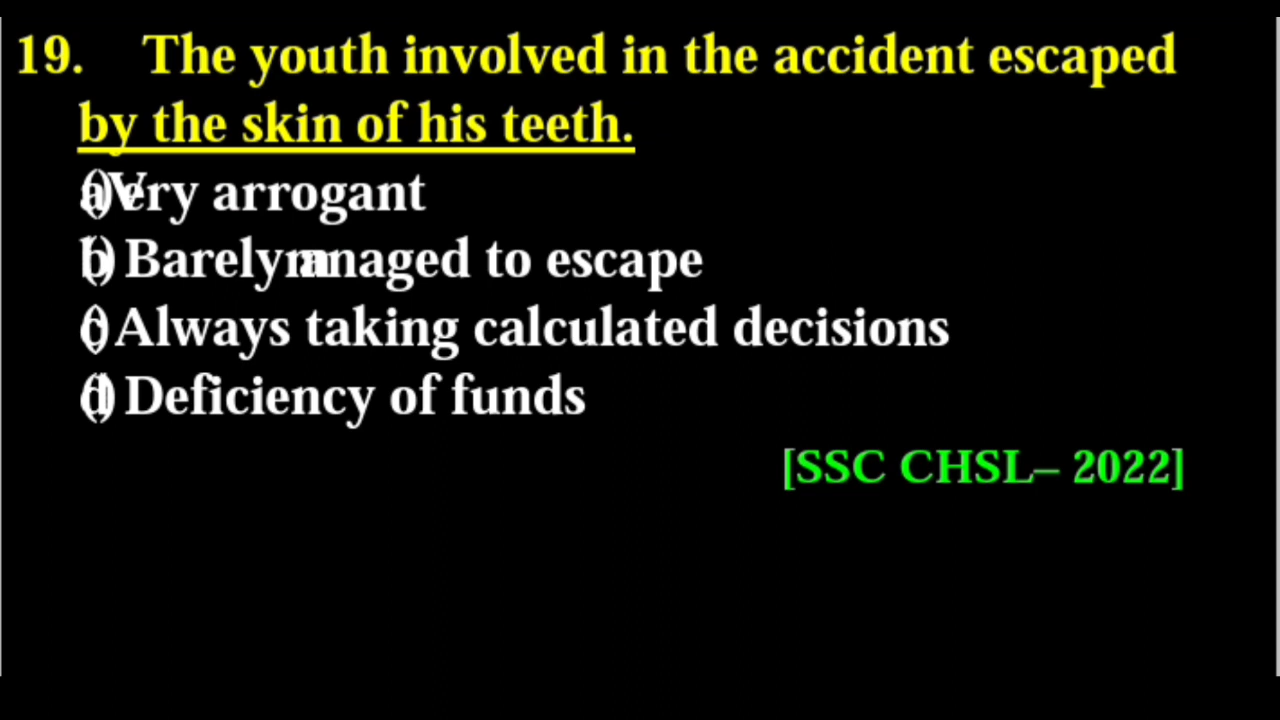 19. The youth involved in the accident escaped
by the skin of his teeth.
(a) Very arrogant
(b) Barely managed to escape
(c) Always taking calculated decisions
(d) Deficiency of funds
[SSC CHSL– 2022]